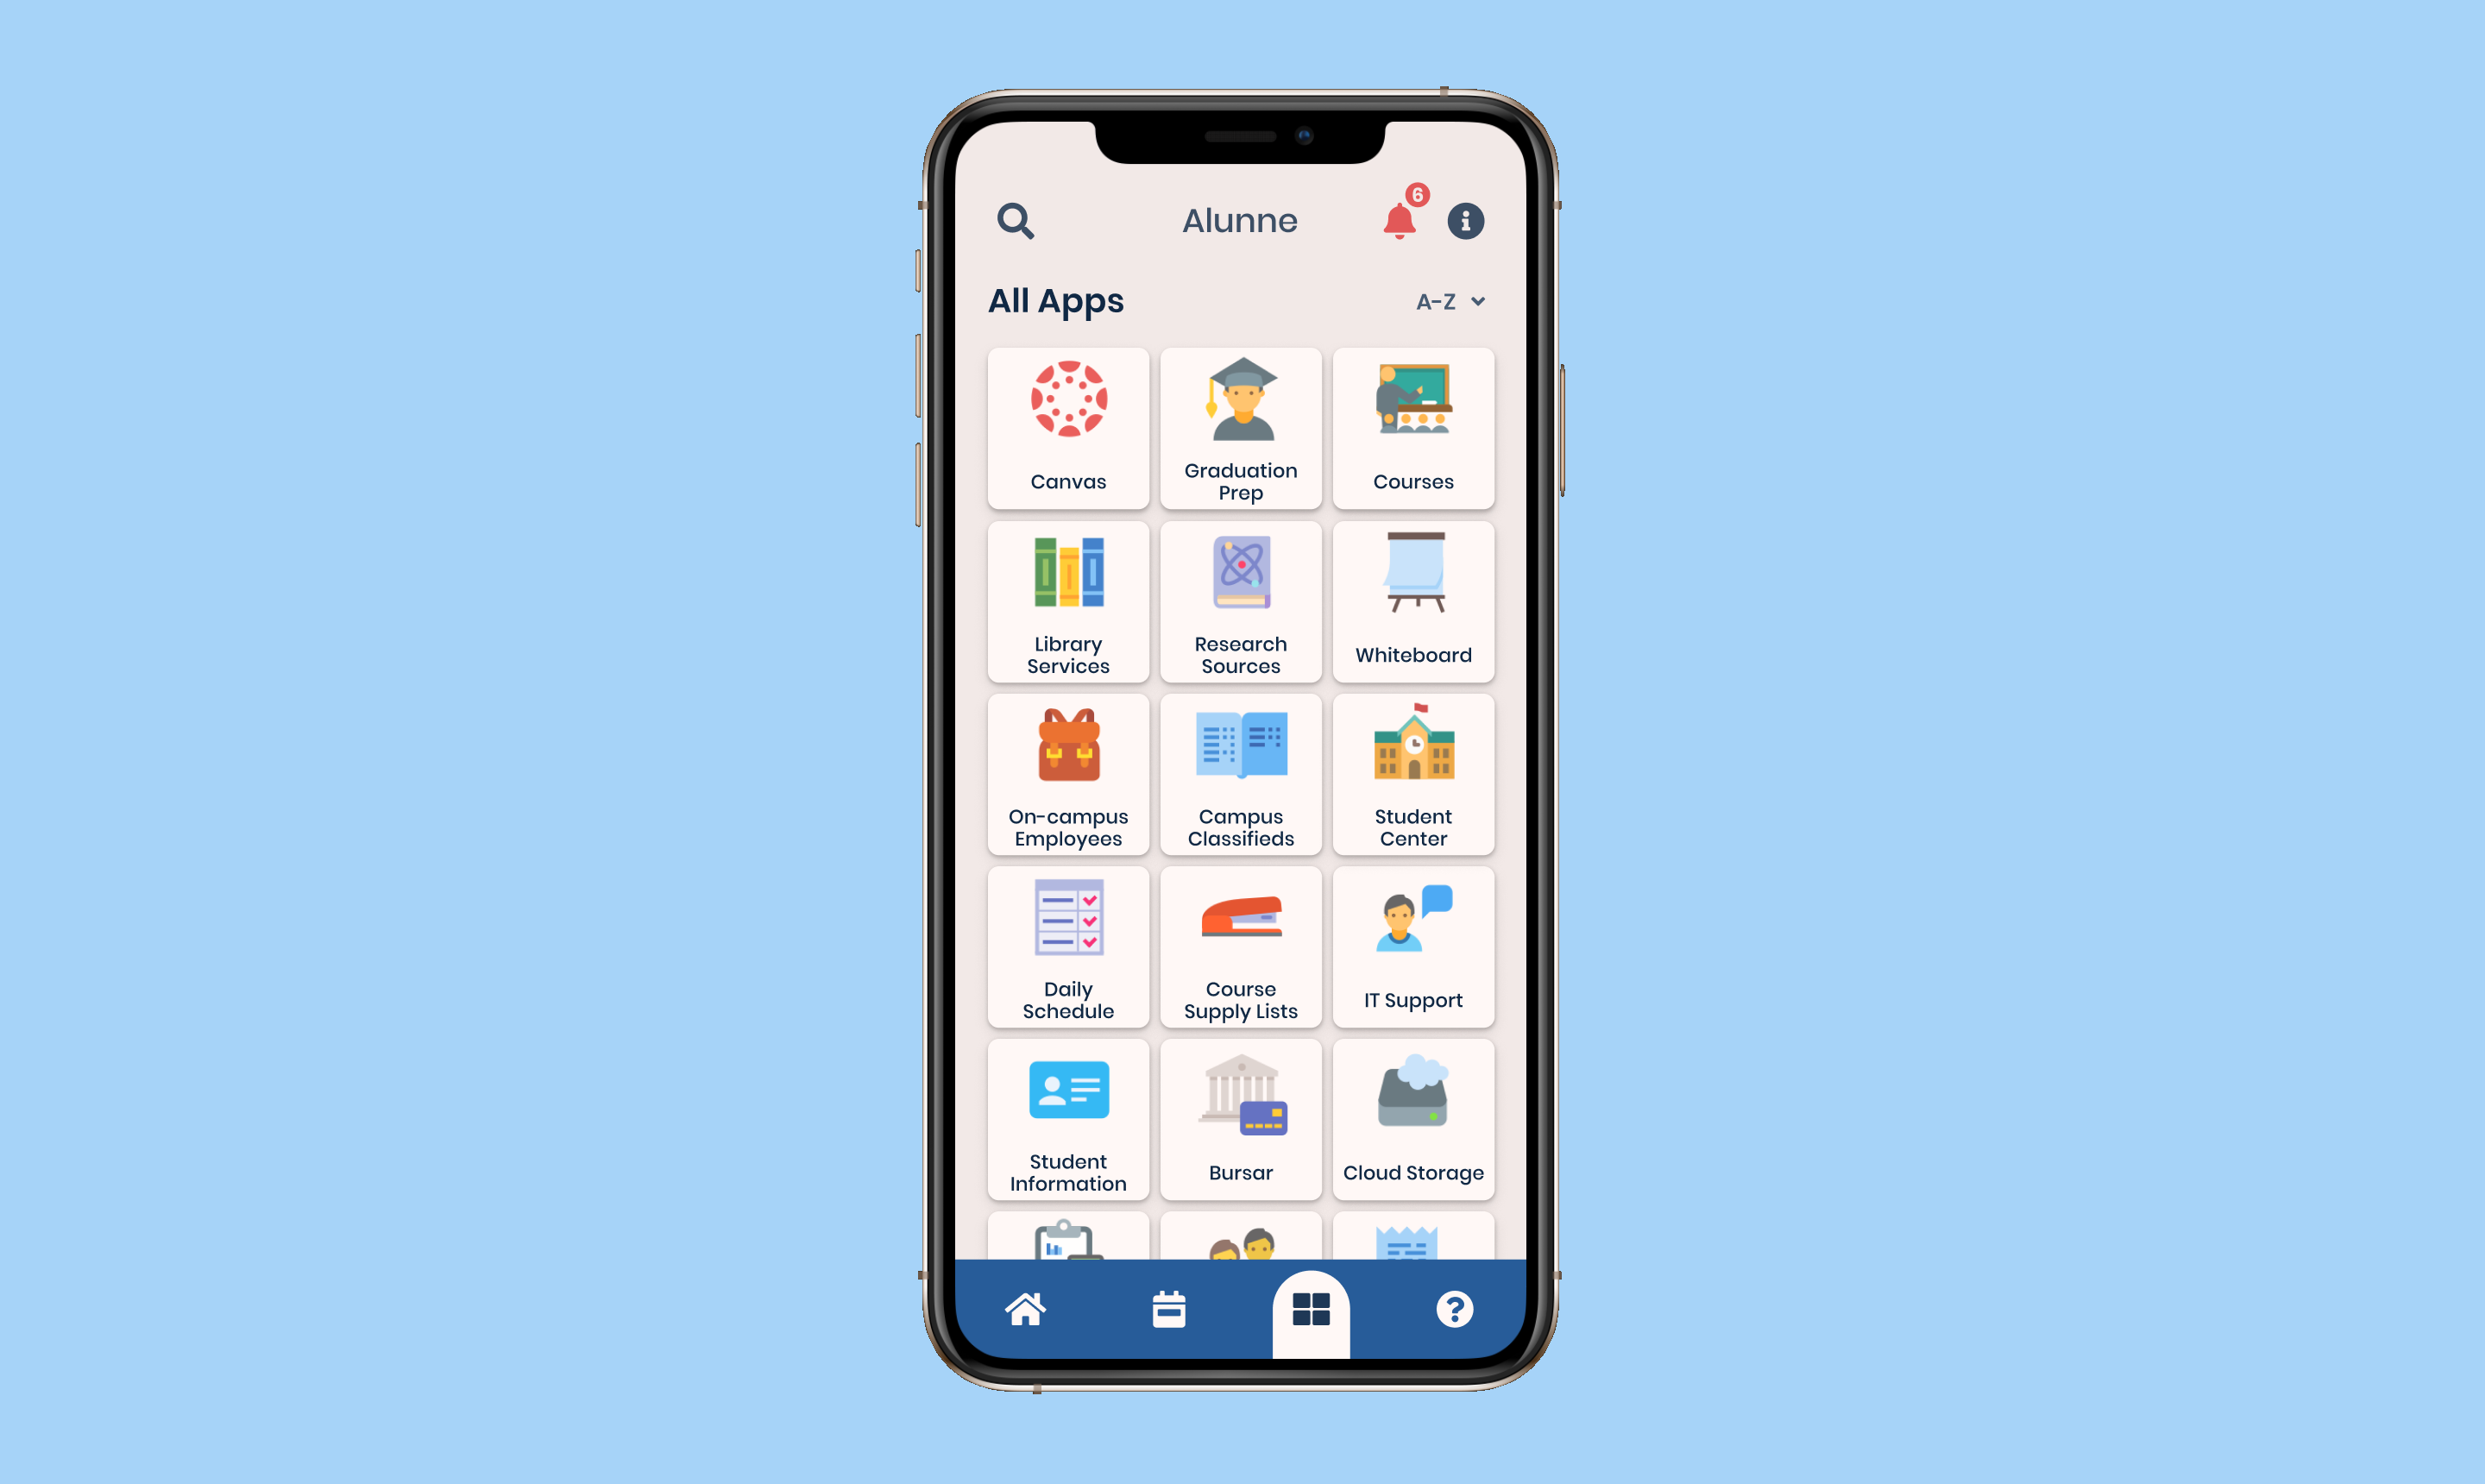 Alunne
6
All Apps
A-Z
Canvas
Graduation
Prep
Courses
Library
Services
Research
Sources
Whiteboard
On-campus
Employees
Campus
Classifieds
Student
Center
Daily
Schedule
Course
Supply Lists
IT Support
Student
Information
Bursar
Cloud Storage